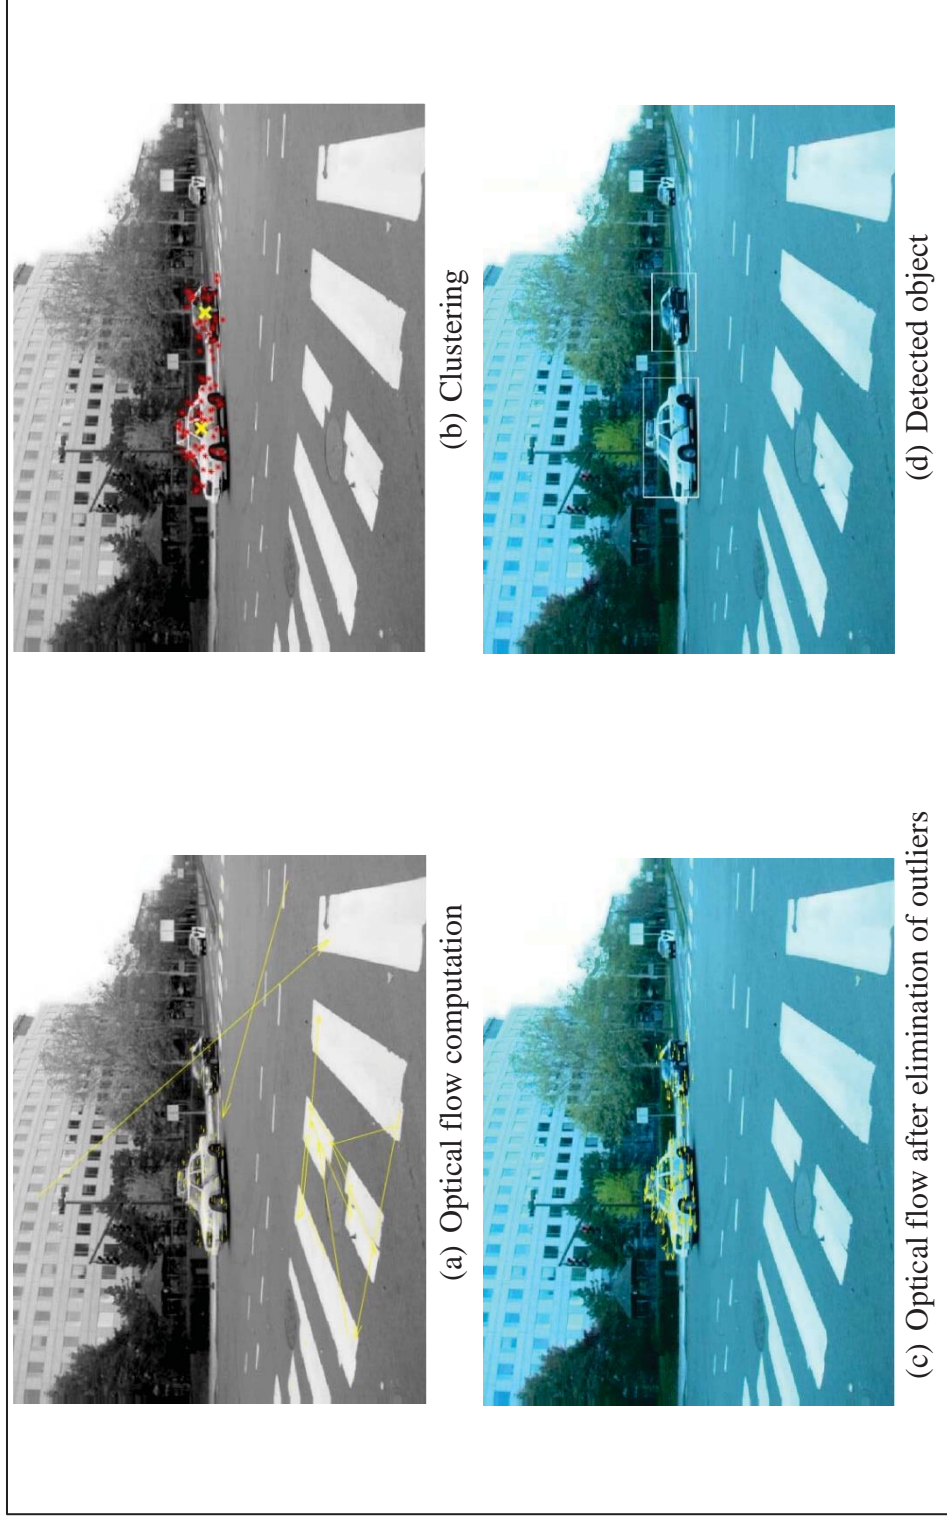 (a) Optical flow computation
(b) Clustering
(c) Optical flow after elimination of outliers
(d) Detected object